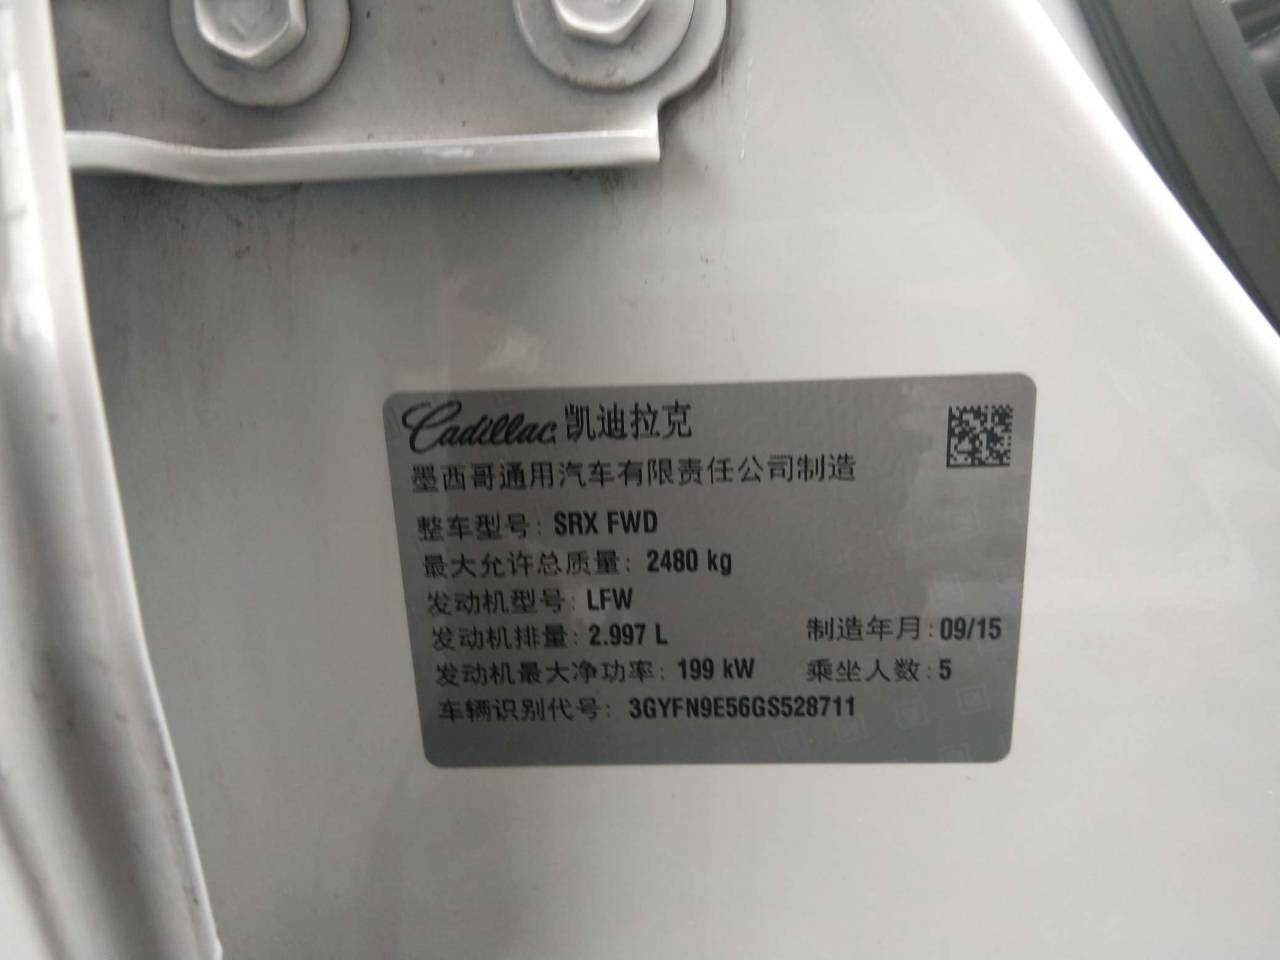 Cadillac 凯迪拉克
墨西哥通用汽车有限责任公司制造
整车型号: SRX FWD
最大允许总质量: 2480 kg
发动机型号: LFW
发动机排量: 2.997 L 制造年月: 09/15
发动机最大净功率: 199 kW 乘坐人数: 5
车辆识别代号: 3GYFN9E56GS528711